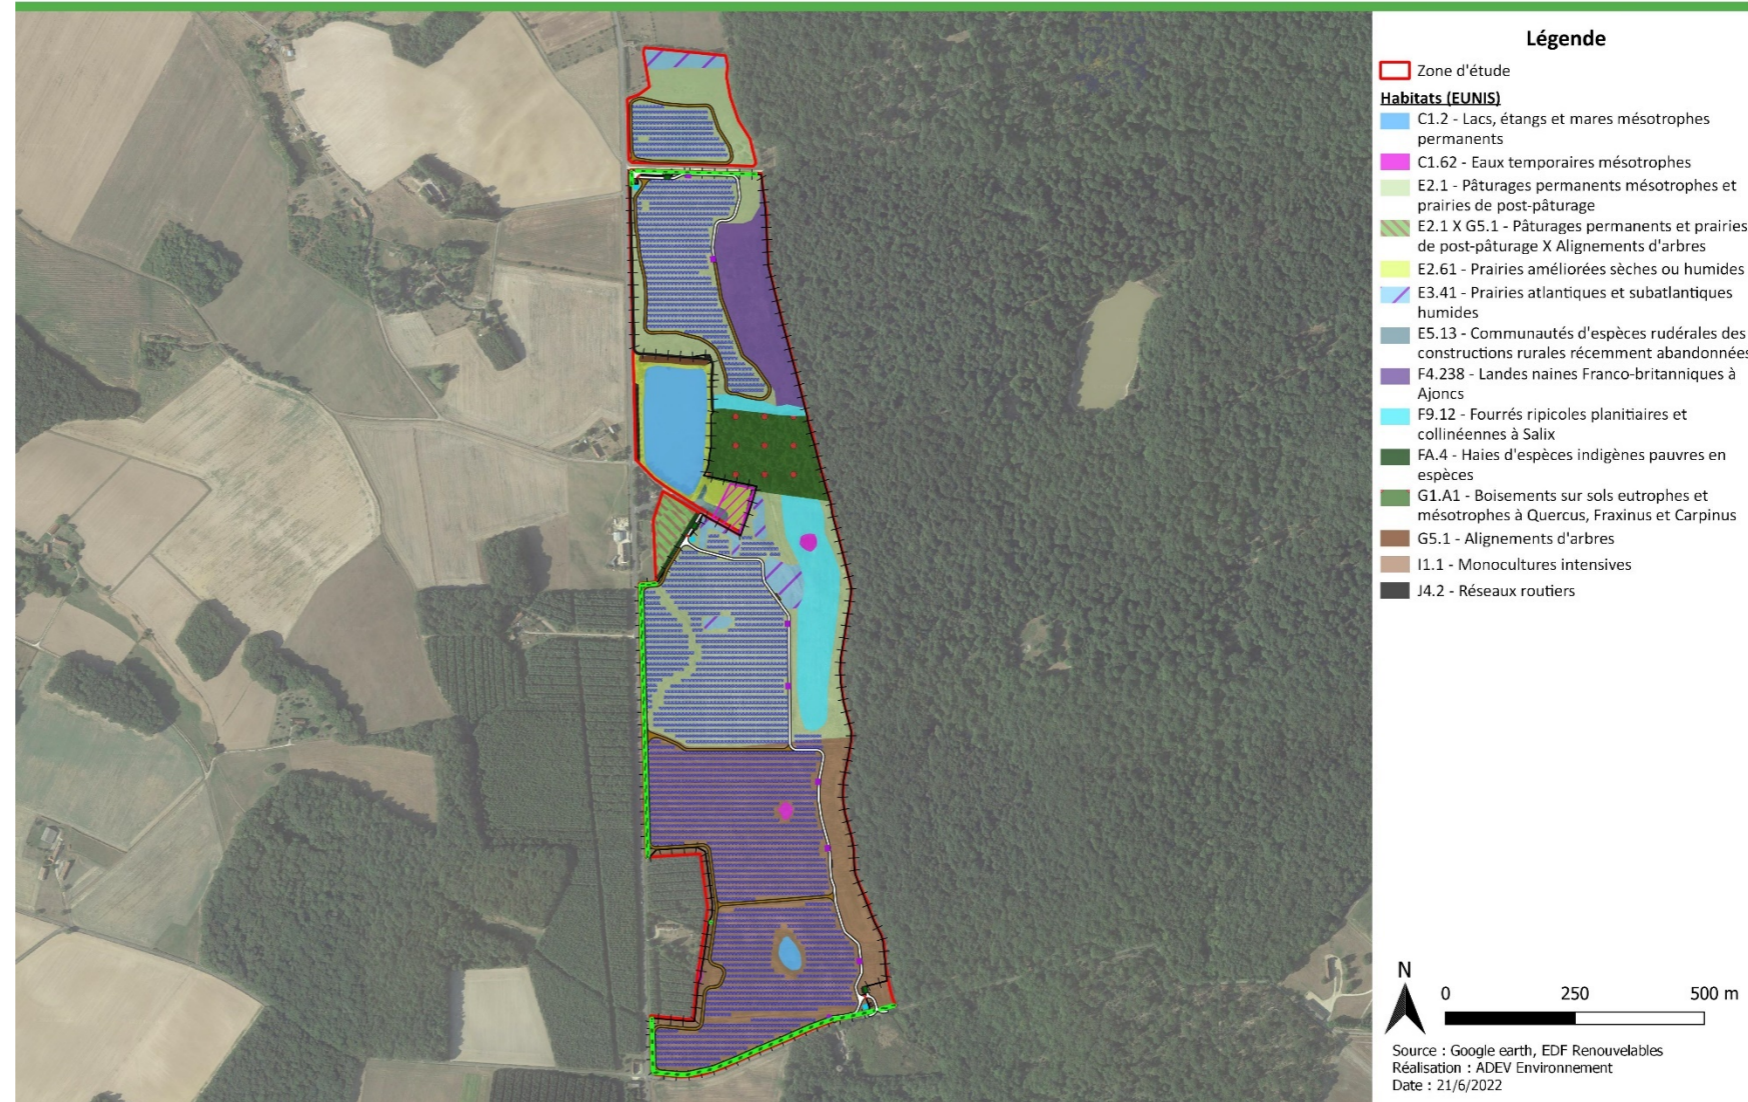 Légende
Zone d'étude
Habitats (EUNIS)
C1.2 - Lacs, étangs et mares mésotrophes
permanents
C1.62 - Eaux temporaires mésotrophes
E2.1 - Pâturages permanents mésotrophes et
prairies de post-pâturage
E2.1 X G5.1 - Pâturages permanents et prairies
de post-pâturage X Alignements d'arbres
E2.61 - Prairies améliorées sèches ou humides
E3.41 - Prairies atlantiques et subatlantiques
humides
E5.13 - Communautés d'espèces rudérales des
constructions rurales récemment abandonnées
F4.238 - Landes naines Franco-britanniques à
Ajoncs
F9.12 - Fourrés ripicoles planitiaires et
collinéennes à Salix
FA.4 - Haies d'espèces indigènes pauvres en
espèces
G1.A1 - Boisements sur sols eutrophes et
mésotrophes à Quercus, Fraxinus et Carpinus
G5.1 - Alignements d'arbres
I1.1 - Monocultures intensives
J4.2 - Réseaux routiers
N
0 250 500 m
Source : Google earth, EDF Renouvelables
Réalisation : ADEV Environnement
Date : 21/6/2022